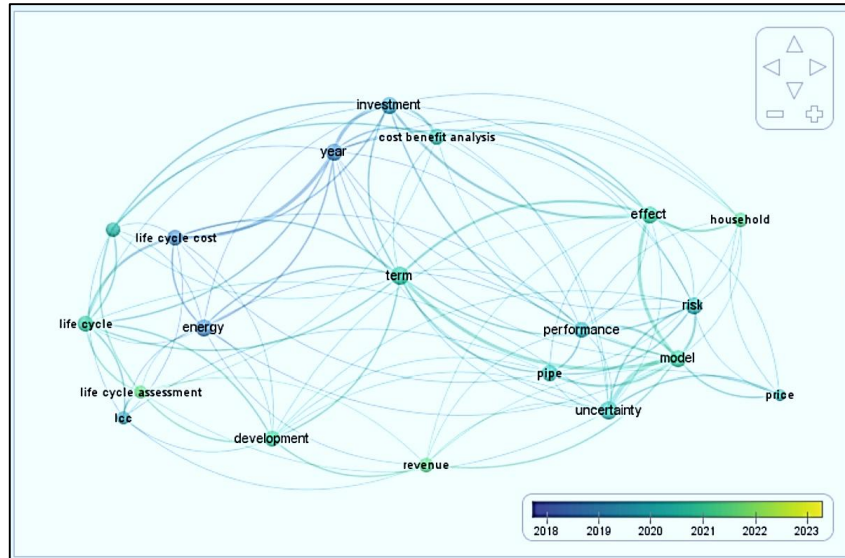 investment
cost benefit analysis
year
effect
household
life cycle cost
term
risk
life cycle
energy
performance
model
pipe
life cycle assessment
price
lcc
uncertainty
development
revenue
2018 2019 2020 2021 2022 2023